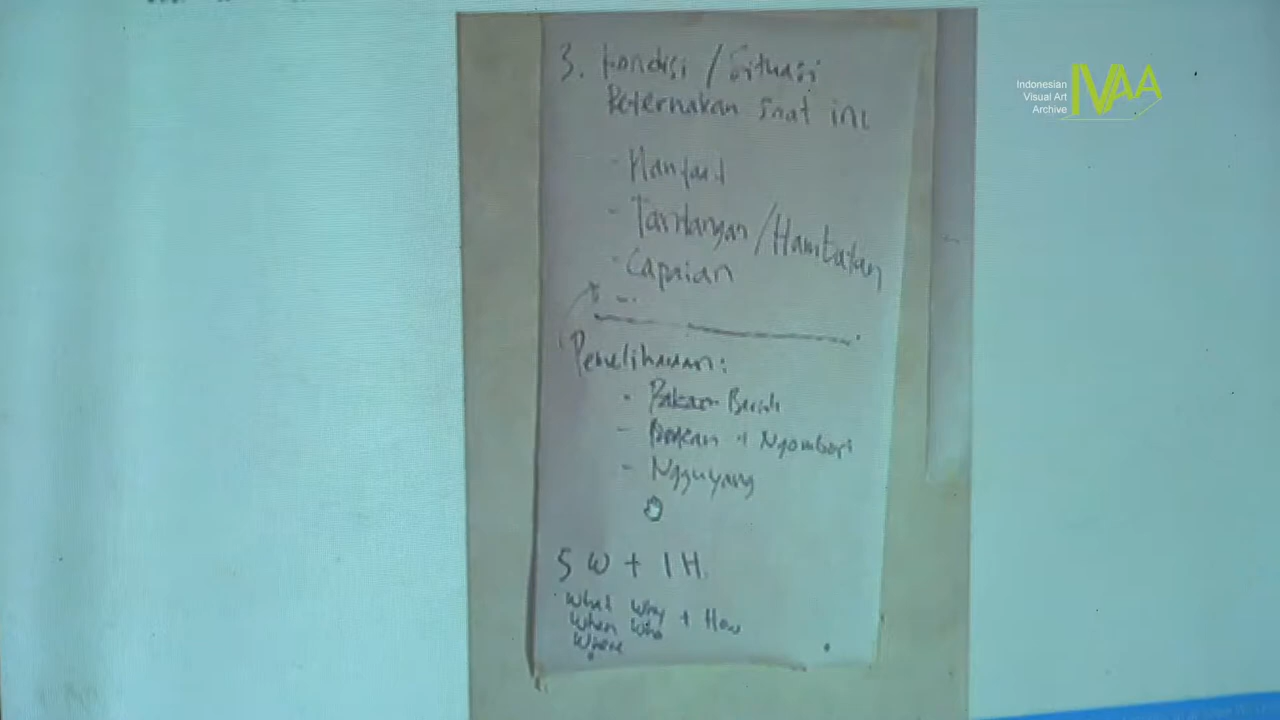 3. Kondisi / Situasi
Peternakan Saat ini
- Manfaat
- Tantangan / Hambatan
- Capaian
- ...
Pemeliharaan:
- Bersih
- + Ngombor
- Ngguyang
5 W + 1 H.
What Why + How
When Who
Where
Indonesian
Visual Art
Archive
IVAA